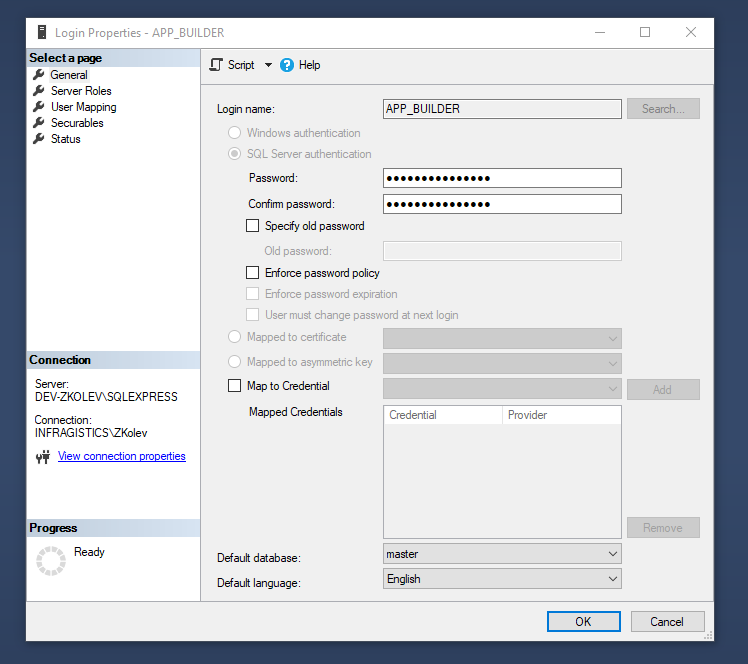 Login Properties - APP_BUILDER
Select a page
General
Server Roles
User Mapping
Securables
Status
Connection
Server:
DEV-ZKOLEV\SQLEXPRESS
Connection:
INFRAGISTICS\ZKolev
View connection properties
Progress
Ready
Script
Help
Login name: APP_BUILDER Search...
Windows authentication
SQL Server authentication
Password: ●●●●●●●●●●●●●●●
Confirm password: ●●●●●●●●●●●●●●●
Specify old password
Old password:
Enforce password policy
Enforce password expiration
User must change password at next login
Mapped to certificate
Mapped to asymmetric key
Map to Credential Add
Mapped Credentials Credential Provider
Remove
Default database: master
Default language: English
OK Cancel